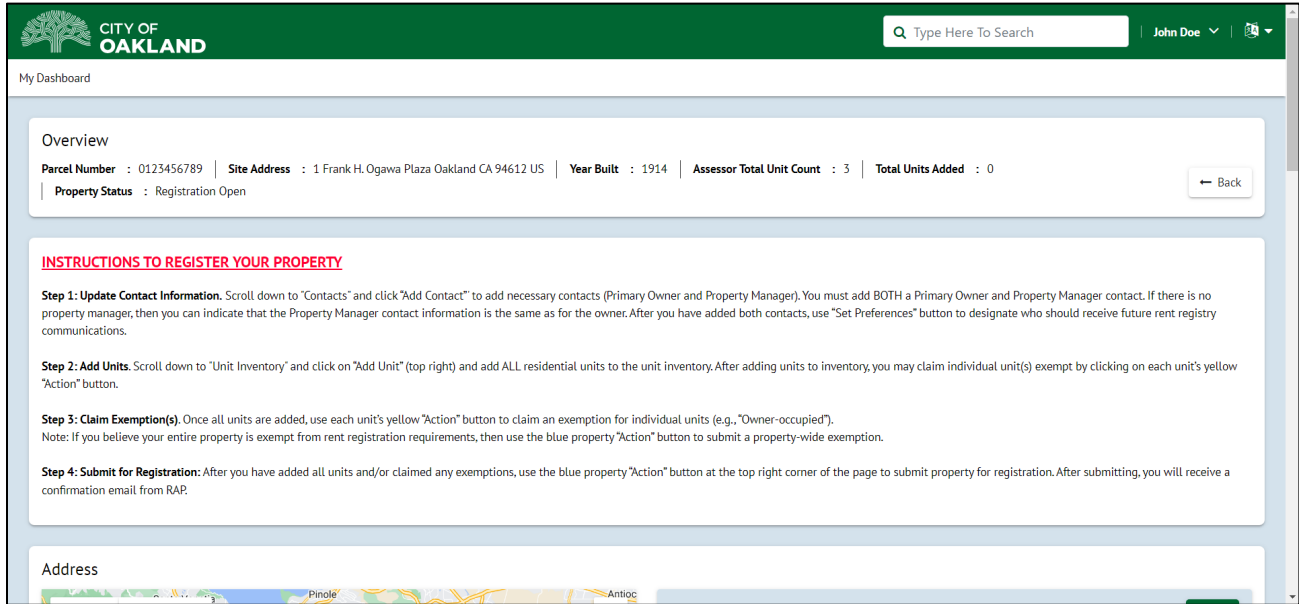 CITY OF
OAKLAND
Type Here To Search
John Doe
My Dashboard
Overview
Parcel Number : 0123456789 Site Address : 1 Frank H. Ogawa Plaza Oakland CA 94612 US Year Built : 1914 Assessor Total Unit Count : 3 Total Units Added : 0
Property Status : Registration Open
← Back
INSTRUCTIONS TO REGISTER YOUR PROPERTY
Step 1: Update Contact Information. Scroll down to "Contacts" and click "Add Contact"' to add necessary contacts (Primary Owner and Property Manager). You must add BOTH a Primary Owner and Property Manager contact. If there is no
property manager, then you can indicate that the Property Manager contact information is the same as for the owner. After you have added both contacts, use "Set Preferences" button to designate who should receive future rent registry
communications.
Step 2: Add Units. Scroll down to "Unit Inventory" and click on "Add Unit" (top right) and add ALL residential units to the unit inventory. After adding units to inventory, you may claim individual unit(s) exempt by clicking on each unit's yellow
"Action" button.
Step 3: Claim Exemption(s). Once all units are added, use each unit's yellow "Action" button to claim an exemption for individual units (e.g., "Owner-occupied").
Note: If you believe your entire property is exempt from rent registration requirements, then use the blue property "Action" button to submit a property-wide exemption.
Step 4: Submit for Registration: After you have added all units and/or claimed any exemptions, use the blue property "Action" button at the top right corner of the page to submit property for registration. After submitting, you will receive a
confirmation email from RAP.
Address
Pinole
Antioc